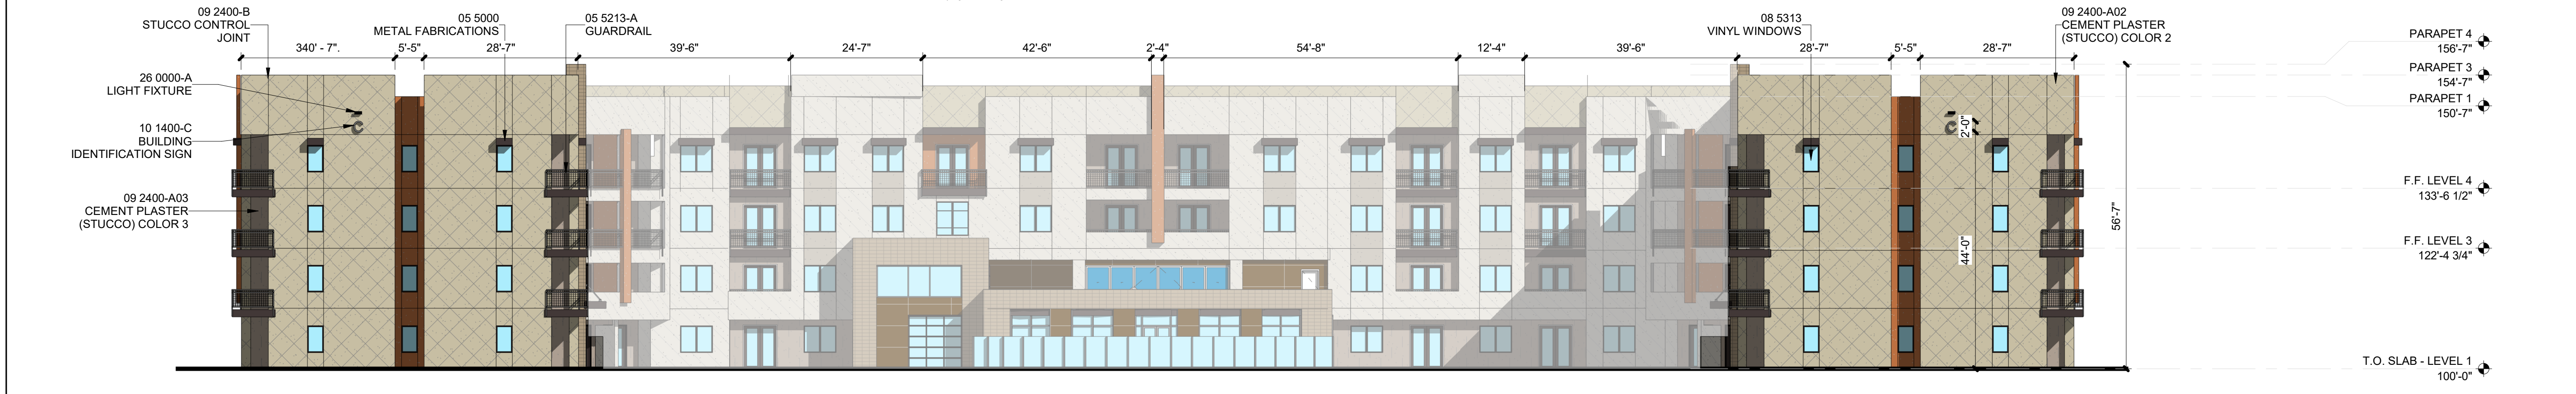 09 2400-B
STUCCO CONTROL
JOINT
05 5000
METAL FABRICATIONS
05 5213-A
GUARDRAIL
08 5313
VINYL WINDOWS
09 2400-A02
CEMENT PLASTER
(STUCCO) COLOR 2
340' - 7".
5'-5"
28'-7"
39'-6"
24'-7"
42'-6"
2'-4"
54'-8"
12'-4"
39'-6"
28'-7"
5'-5"
28'-7"
26 0000-A
LIGHT FIXTURE
10 1400-C
BUILDING
IDENTIFICATION SIGN
09 2400-A03
CEMENT PLASTER
(STUCCO) COLOR 3
C
C
2'-0"
44'-0"
56'-7"
PARAPET 4
156'-7"
PARAPET 3
154'-7"
PARAPET 1
150'-7"
F.F. LEVEL 4
133'-6 1/2"
F.F. LEVEL 3
122'-4 3/4"
T.O. SLAB - LEVEL 1
100'-0"